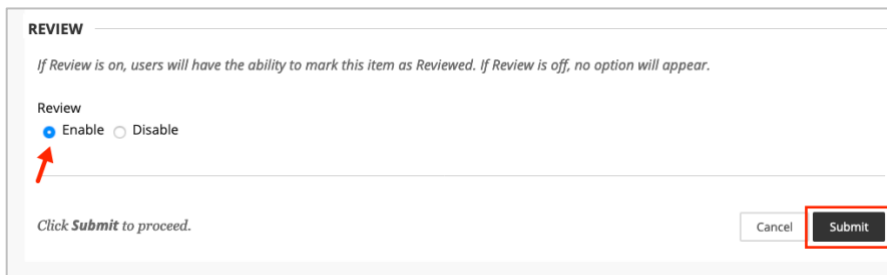 REVIEW
If Review is on, users will have the ability to mark this item as Reviewed. If Review is off, no option will appear.
Review
Enable Disable
Click Submit to proceed.
Cancel Submit